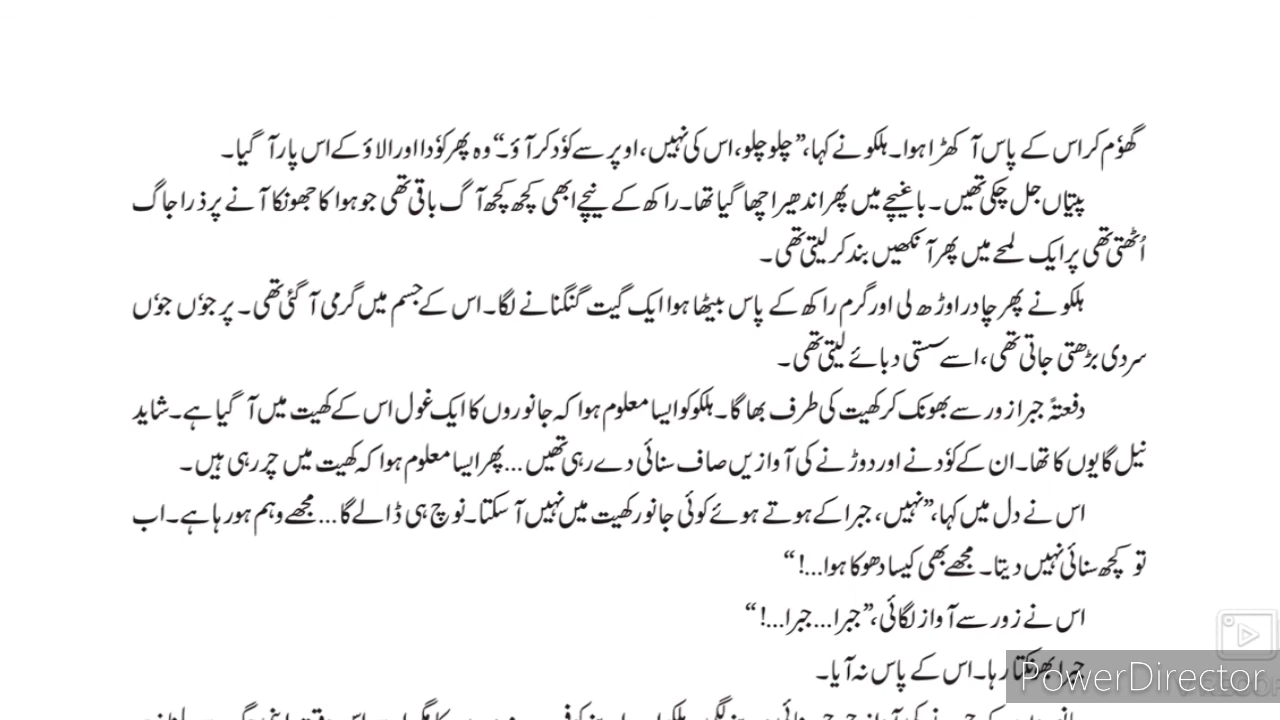 گھوٗم کر اس کے پاس آ کھڑا ہوا۔ ہلکو نے کہا، ”چلو چلو، اس کی نہیں، اوپر سے کوٗد کر آؤ۔“ وہ پھر کوٗدا اور الاؤ کے اس پار آ گیا۔
پتیّاں جل چکی تھیں۔ باغیچے میں پھر اندھیرا چھا گیا تھا۔ راکھ کے نیچے ابھی کچھ کچھ آگ باقی تھی جو ہوا کا جھونکا آنے پر ذرا جاگ
اُٹھتی تھی پر ایک لمحے میں پھر آنکھیں بند کر لیتی تھی۔
ہلکو نے پھر چادر اوڑھ لی اور گرم راکھ کے پاس بیٹھا ہوا ایک گیت گنگنانے لگا۔ اس کے جسم میں گرمی آ گئی تھی۔ پر جوٗں جوٗں
سردی بڑھتی جاتی تھی، اسے سستی دبائے لیتی تھی۔
دفعتہً جبرا زور سے بھونک کر کھیت کی طرف بھاگا۔ ہلکو کو ایسا معلوم ہوا کہ جانوروں کا ایک غول اس کے کھیت میں آ گیا ہے۔ شاید
نیل گایوں کا تھا۔ ان کے کوٗدنے اور دوڑنے کی آوازیں صاف سنائی دے رہی تھیں... پھر ایسا معلوم ہوا کہ کھیت میں چر رہی ہیں۔
اس نے دل میں کہا، ”نہیں، جبرا کے ہوتے ہوئے کوئی جانور کھیت میں نہیں آ سکتا۔ نوچ ہی ڈالے گا... مجھے وہم ہو رہا ہے۔ اب
تو کچھ سنائی نہیں دیتا۔ مجھے بھی کیسا دھوکا ہوا...!“
اس نے زور سے آواز لگائی، ”جبرا... جبرا...!“
جبرا بھونکتا رہا۔ اس کے پاس نہ آیا۔
PowerDirector